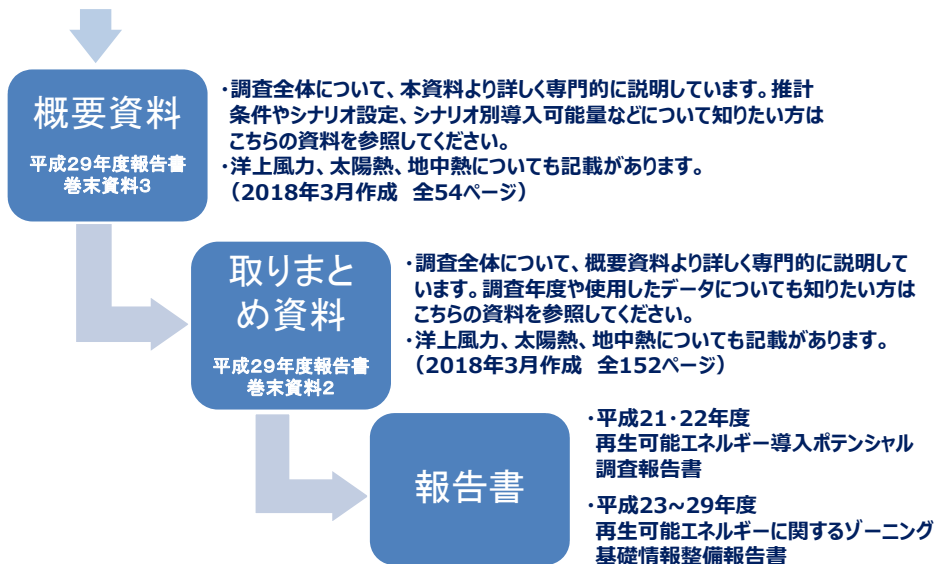 概要資料
平成29年度報告書
巻末資料3
・調査全体について、本資料より詳しく専門的に説明しています。推計
条件やシナリオ設定、シナリオ別導入可能量などについて知りたい方は
こちらの資料を参照してください。
・洋上風力、太陽熱、地中熱についても記載があります。
（2018年3月作成　全54ページ）
取りまと
め資料
平成29年度報告書
巻末資料2
・調査全体について、概要資料より詳しく専門的に説明して
います。調査年度や使用したデータについても知りたい方は
こちらの資料を参照してください。
・洋上風力、太陽熱、地中熱についても記載があります。
（2018年3月作成　全152ページ）
報告書
・平成21・22年度
再生可能エネルギー導入ポテンシャル
調査報告書
・平成23~29年度
再生可能エネルギーに関するゾーニング
基礎情報整備報告書